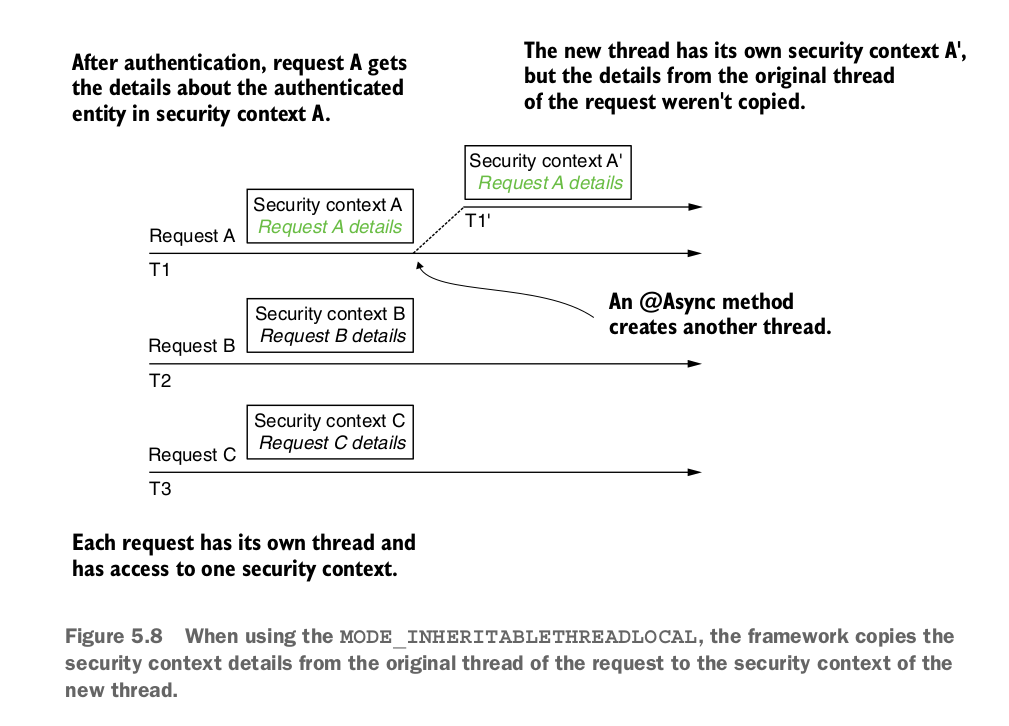 After authentication, request A gets
the details about the authenticated
entity in security context A.
The new thread has its own security context A',
but the details from the original thread
of the request weren't copied.
Security context A'
Request A details
T1'
Security context A
Request A details
Request A
T1
An @Async method
creates another thread.
Security context B
Request B details
Request B
T2
Security context C
Request C details
Request C
T3
Each request has its own thread and
has access to one security context.
Figure 5.8 When using the MODE_INHERITABLETHREADLOCAL, the framework copies the
security context details from the original thread of the request to the security context of the
new thread.